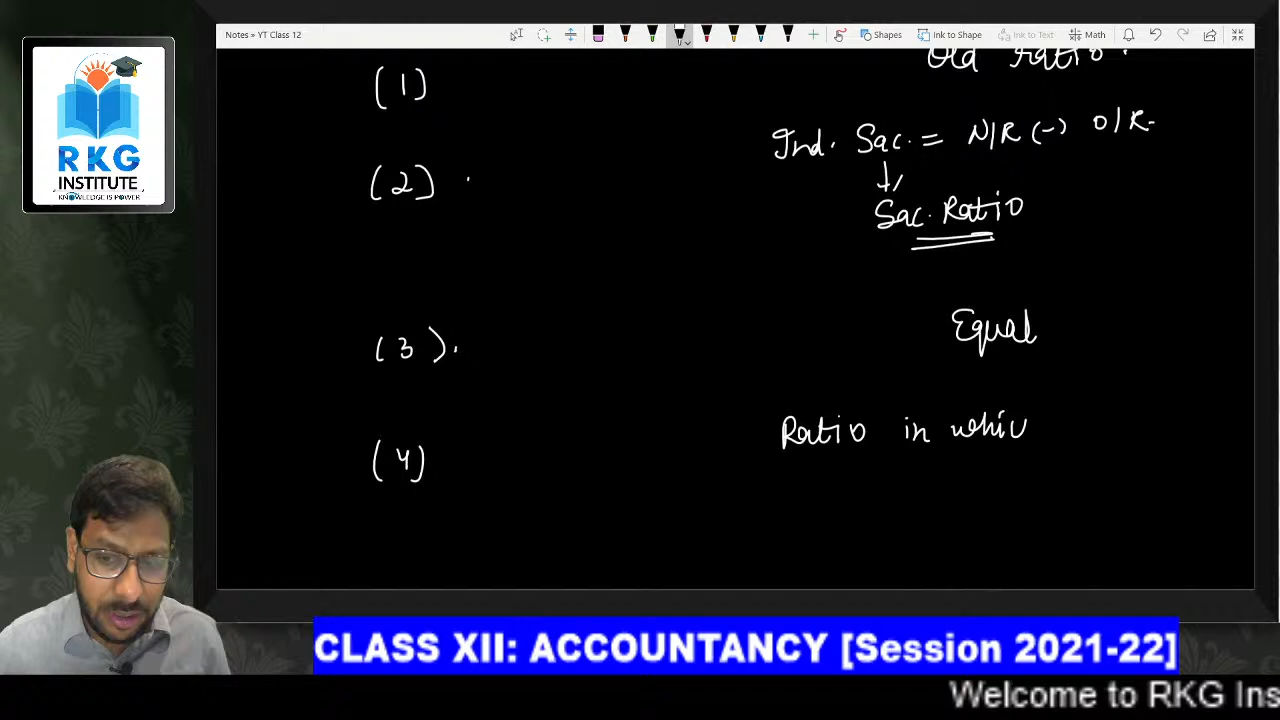 Notes » YT Class 12
Shapes
Ink to Shape
Ink to Text
Math
RKG
INSTITUTE
KNOWLEDGE IS POWER
Old ratio.
(1)
Ind. Sac. = N/R (-) O/R
(2)
Sac. Ratio
(3)
Equal
(4)
Ratio in whic
CLASS XII: ACCOUNTANCY [Session 2021-22]
Welcome to RKG Ins